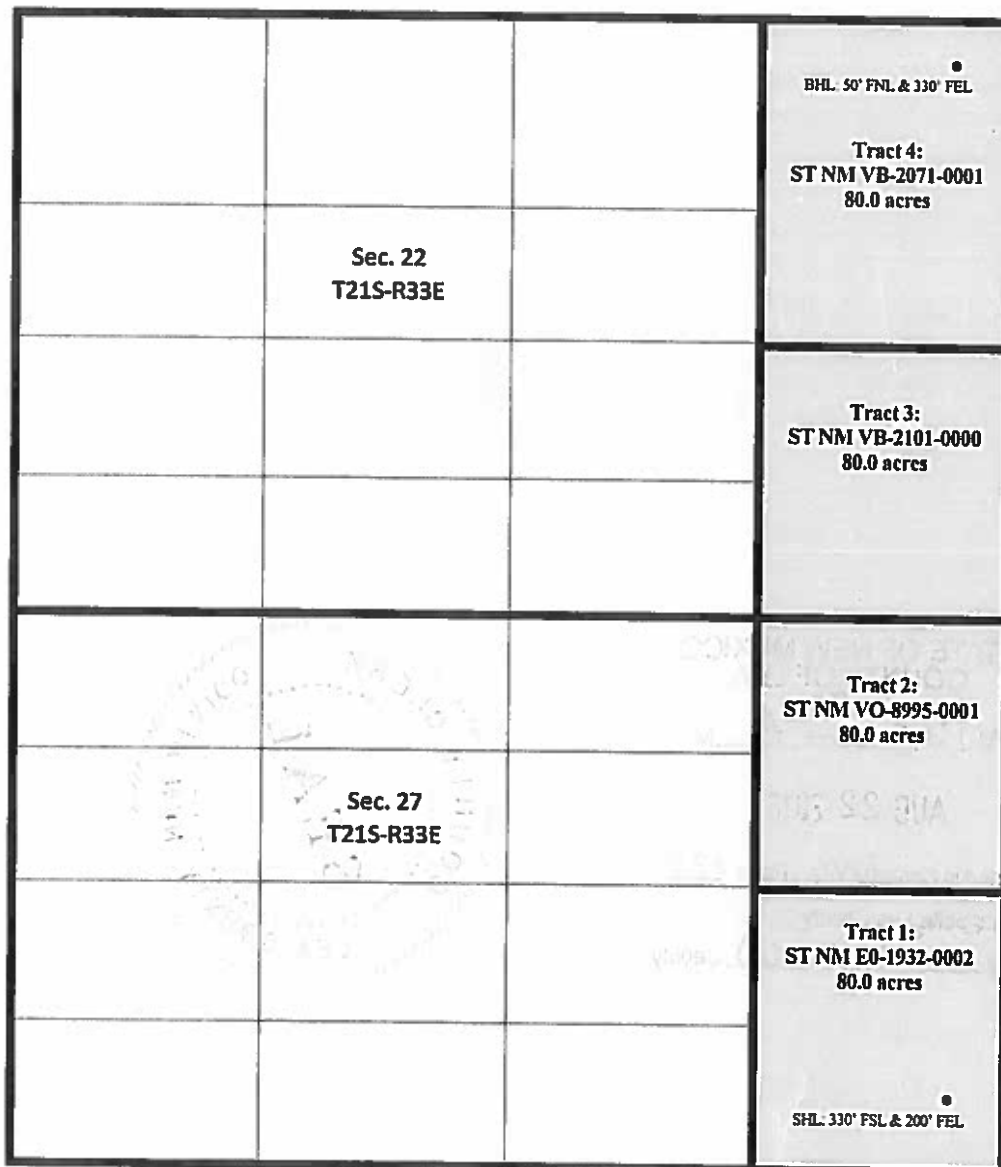 BHL: 50' FNL & 330' FEL
Tract 4:
ST NM VB-2071-0001
80.0 acres
Sec. 22
T21S-R33E
Tract 3:
ST NM VB-2101-0000
80.0 acres
Tract 2:
ST NM VO-8995-0001
80.0 acres
Sec. 27
T21S-R33E
AUG 22
Tract 1:
ST NM E0-1932-0002
80.0 acres
SHL: 330' FSL & 200' FEL